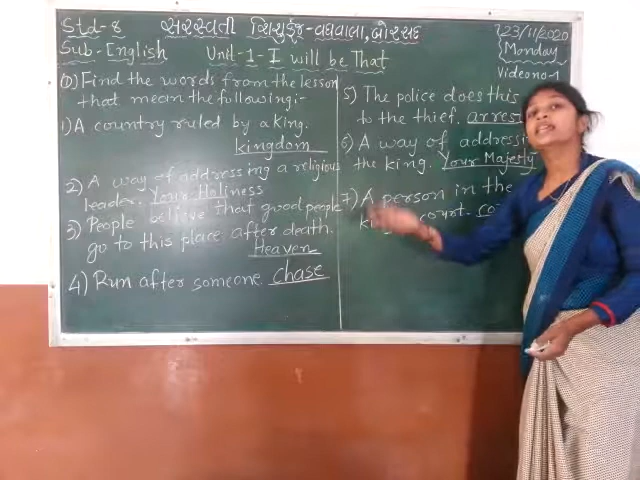 Std-8 સરસ્વતી શિશુકુંજ-વઘવાલા, બોરસદ 23/11/2020
Sub-English Unit-1-I will be That Monday
Video no-1
(D) Find the words from the lesson
that mean the following:-
1) A country ruled by a king.
kingdom
2) A way of addressing a religious
leader. Your Holiness
3) People believe that good people
go to this place after death.
Heaven
4) Run after someone chase
5) The police does this
to the thief. arrest
6) A way of addressi
the king. Your Majesty
7) A person in the
court-